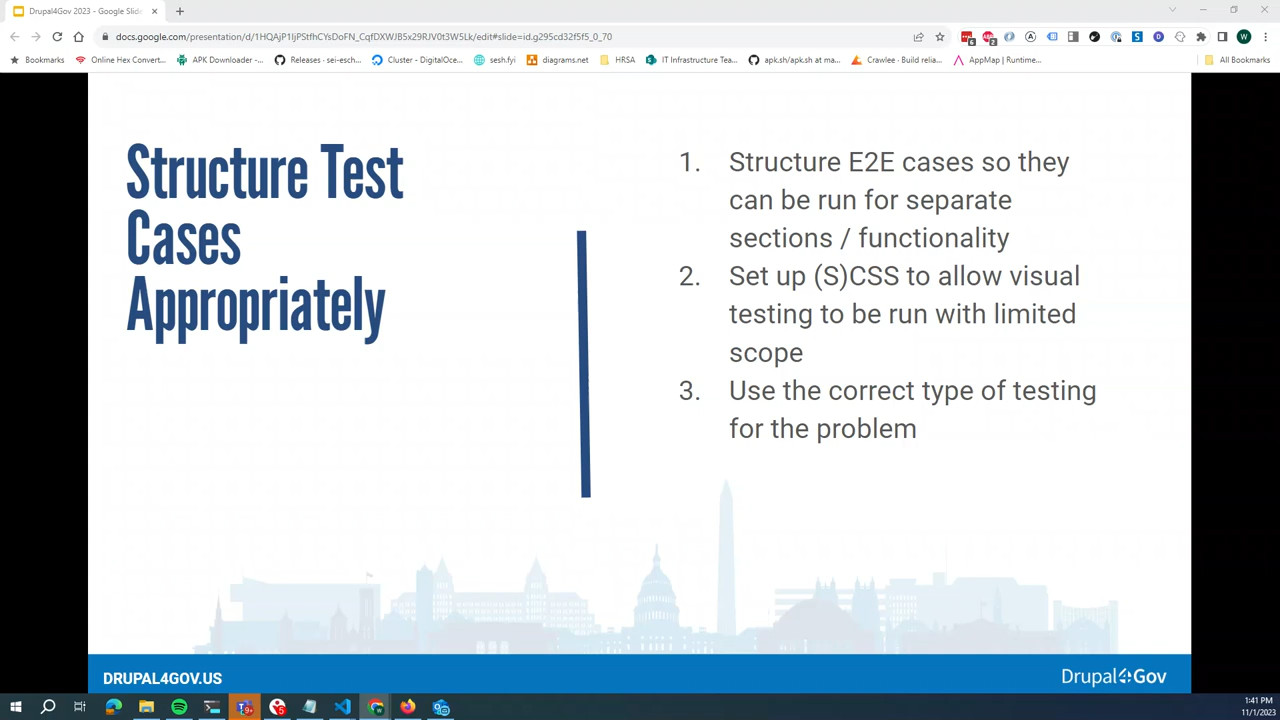 Drupal4Gov 2023 - Google Slid
docs.google.com/presentation/d/1HQAjP1IjPStfhCYsDoFN_CqfDXWJB5x29RJV0t3W5Lk/edit#slide=id.g295cd32f5f5_0_70
Bookmarks
Online Hex Convert...
APK Downloader -...
Releases · sei-esch...
Cluster - DigitalOce...
sesh.fyi
diagrams.net
HRSA
IT Infrastructure Tea...
apk.sh/apk.sh at ma...
Crawlee · Build relia...
AppMap | Runtime...
All Bookmarks
Structure Test
Cases
Appropriately
1. Structure E2E cases so they
can be run for separate
sections / functionality
2. Set up (S)CSS to allow visual
testing to be run with limited
scope
3. Use the correct type of testing
for the problem
DRUPAL4GOV.US
Drupal4Gov
1:41 PM
11/1/2023